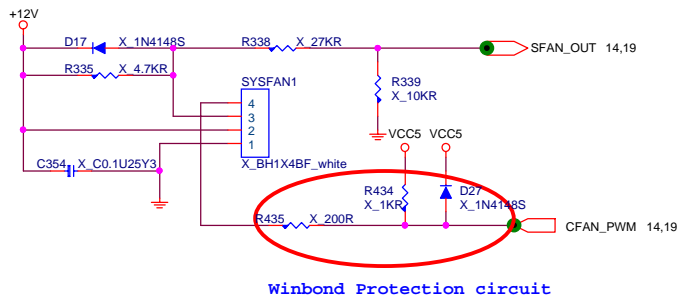 +12V
D17 X_1N4148S
R338 X_27KR
SFAN_OUT 14,19
R335 X_4.7KR
SYSFAN1
R339
X_10KR
4
3
2
1
VCC5 VCC5
C354 X_C0.1U25Y3
X_BH1X4BF_white
R434
X_1KR
D27
X_1N4148S
R435 X_200R
CFAN_PWM 14,19
Winbond Protection circuit